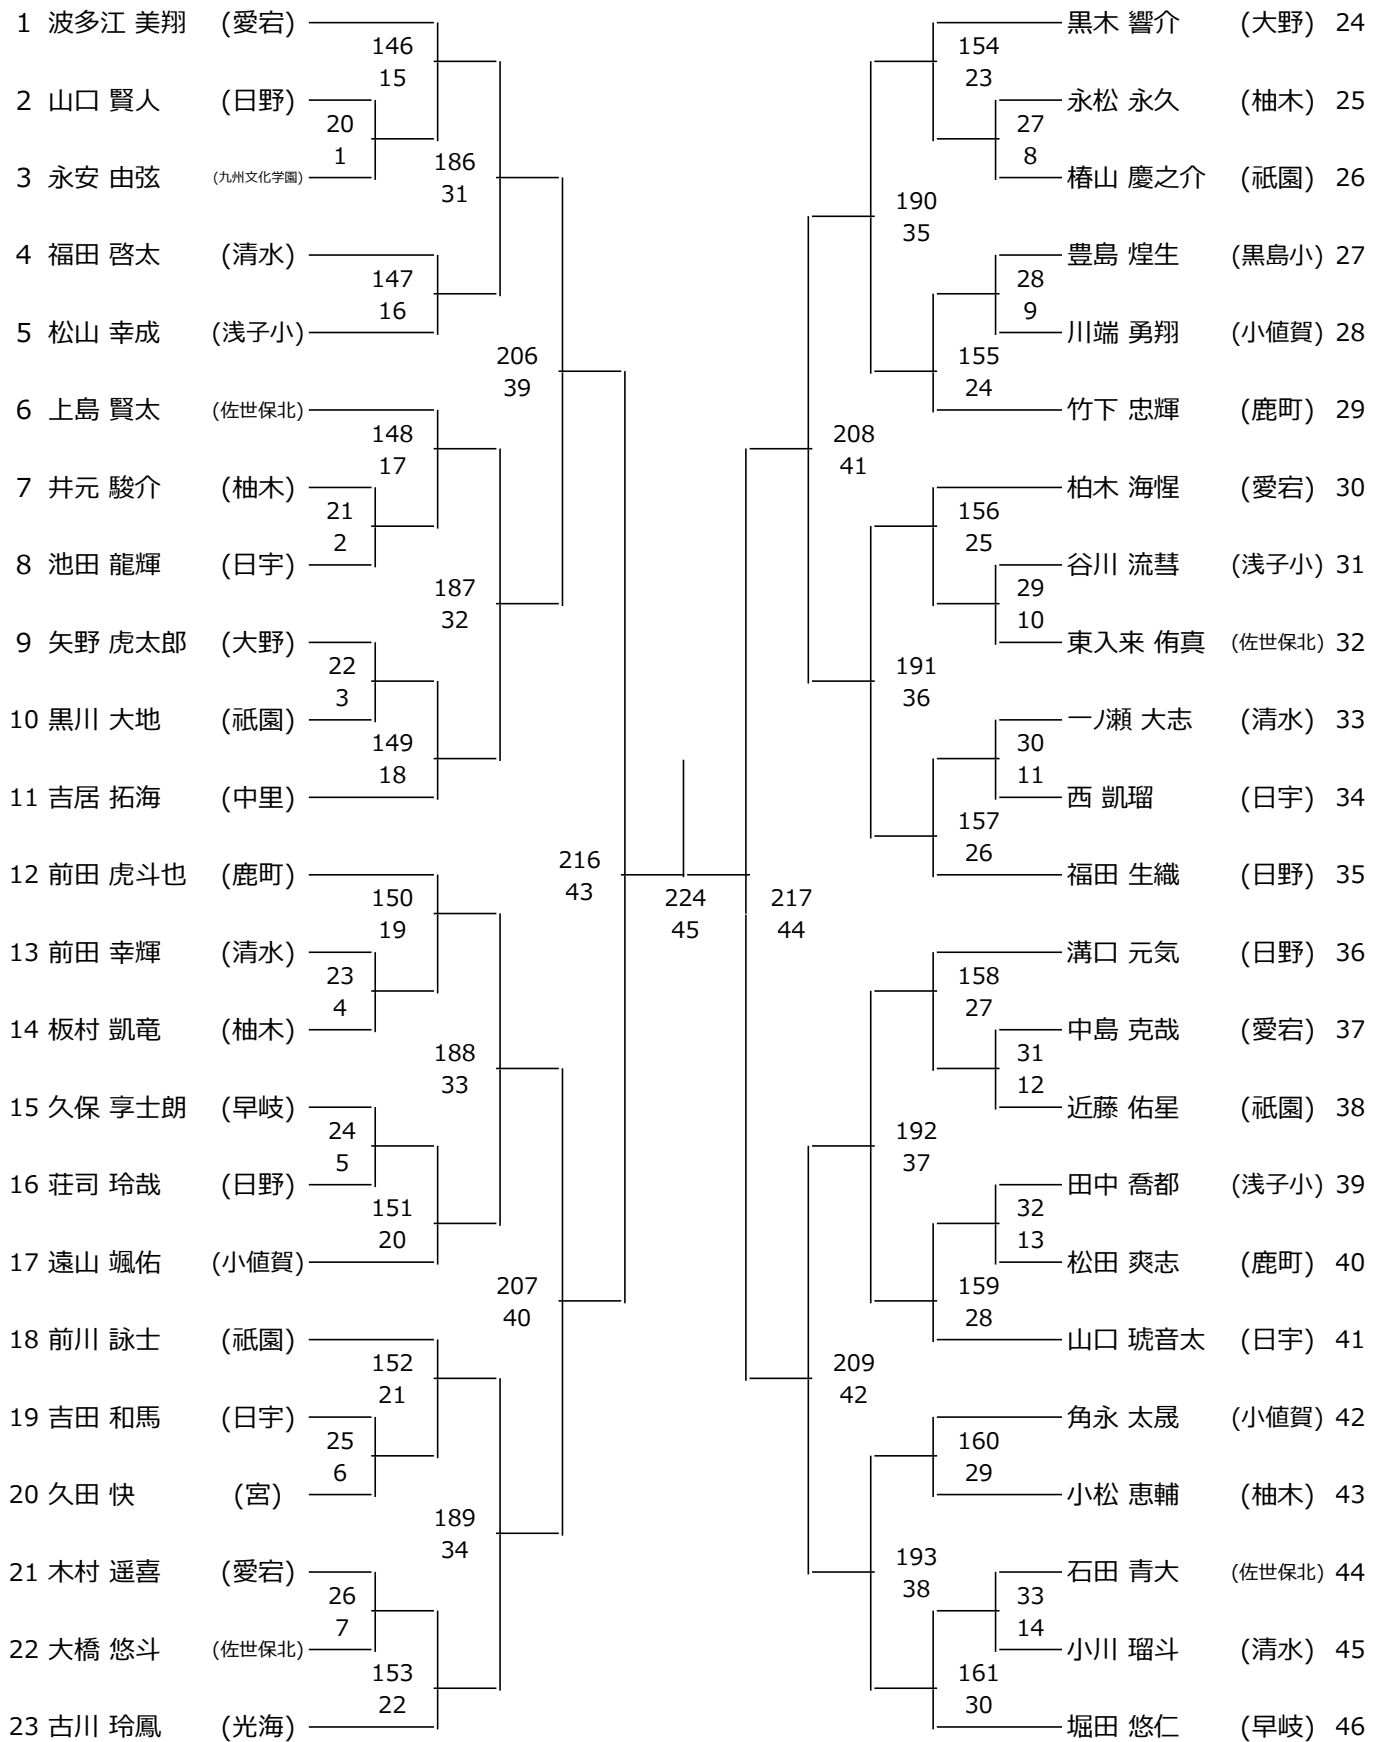 1 波多江 美翔 (愛宕)
146
15
2 山口 賢人 (日野)
20
1
3 永安 由弦 (九州文化学園)
186
31
4 福田 啓太 (清水)
147
16
5 松山 幸成 (浅子小)
206
39
6 上島 賢太 (佐世保北)
148
17
7 井元 駿介 (柚木)
21
2
8 池田 龍輝 (日宇)
187
32
9 矢野 虎太郎 (大野)
22
3
10 黒川 大地 (祇園)
149
18
11 吉居 拓海 (中里)
216
43
12 前田 虎斗也 (鹿町)
150
19
13 前田 幸輝 (清水)
23
4
14 板村 凱竜 (柚木)
188
33
15 久保 享士朗 (早岐)
24
5
16 荘司 玲哉 (日野)
151
20
17 遠山 颯佑 (小値賀)
207
40
18 前川 詠士 (祇園)
152
21
19 吉田 和馬 (日宇)
25
6
20 久田 快 (宮)
189
34
21 木村 遥喜 (愛宕)
26
7
22 大橋 悠斗 (佐世保北)
153
22
23 古川 玲鳳 (光海)
224
45
黒木 響介 (大野) 24
154
23
永松 永久 (柚木) 25
27
8
椿山 慶之介 (祇園) 26
190
35
豊島 煌生 (黒島小) 27
28
9
川端 勇翔 (小値賀) 28
155
24
竹下 忠輝 (鹿町) 29
208
41
柏木 海惺 (愛宕) 30
156
25
谷川 流彗 (浅子小) 31
29
10
東入来 侑真 (佐世保北) 32
191
36
一ノ瀬 大志 (清水) 33
30
11
西 凱瑠 (日宇) 34
157
26
福田 生織 (日野) 35
217
44
溝口 元気 (日野) 36
158
27
中島 克哉 (愛宕) 37
31
12
近藤 佑星 (祇園) 38
192
37
田中 喬都 (浅子小) 39
32
13
松田 爽志 (鹿町) 40
159
28
山口 琥音太 (日宇) 41
209
42
角永 太晟 (小値賀) 42
160
29
小松 恵輔 (柚木) 43
193
38
石田 青大 (佐世保北) 44
33
14
小川 瑠斗 (清水) 45
161
30
堀田 悠仁 (早岐) 46